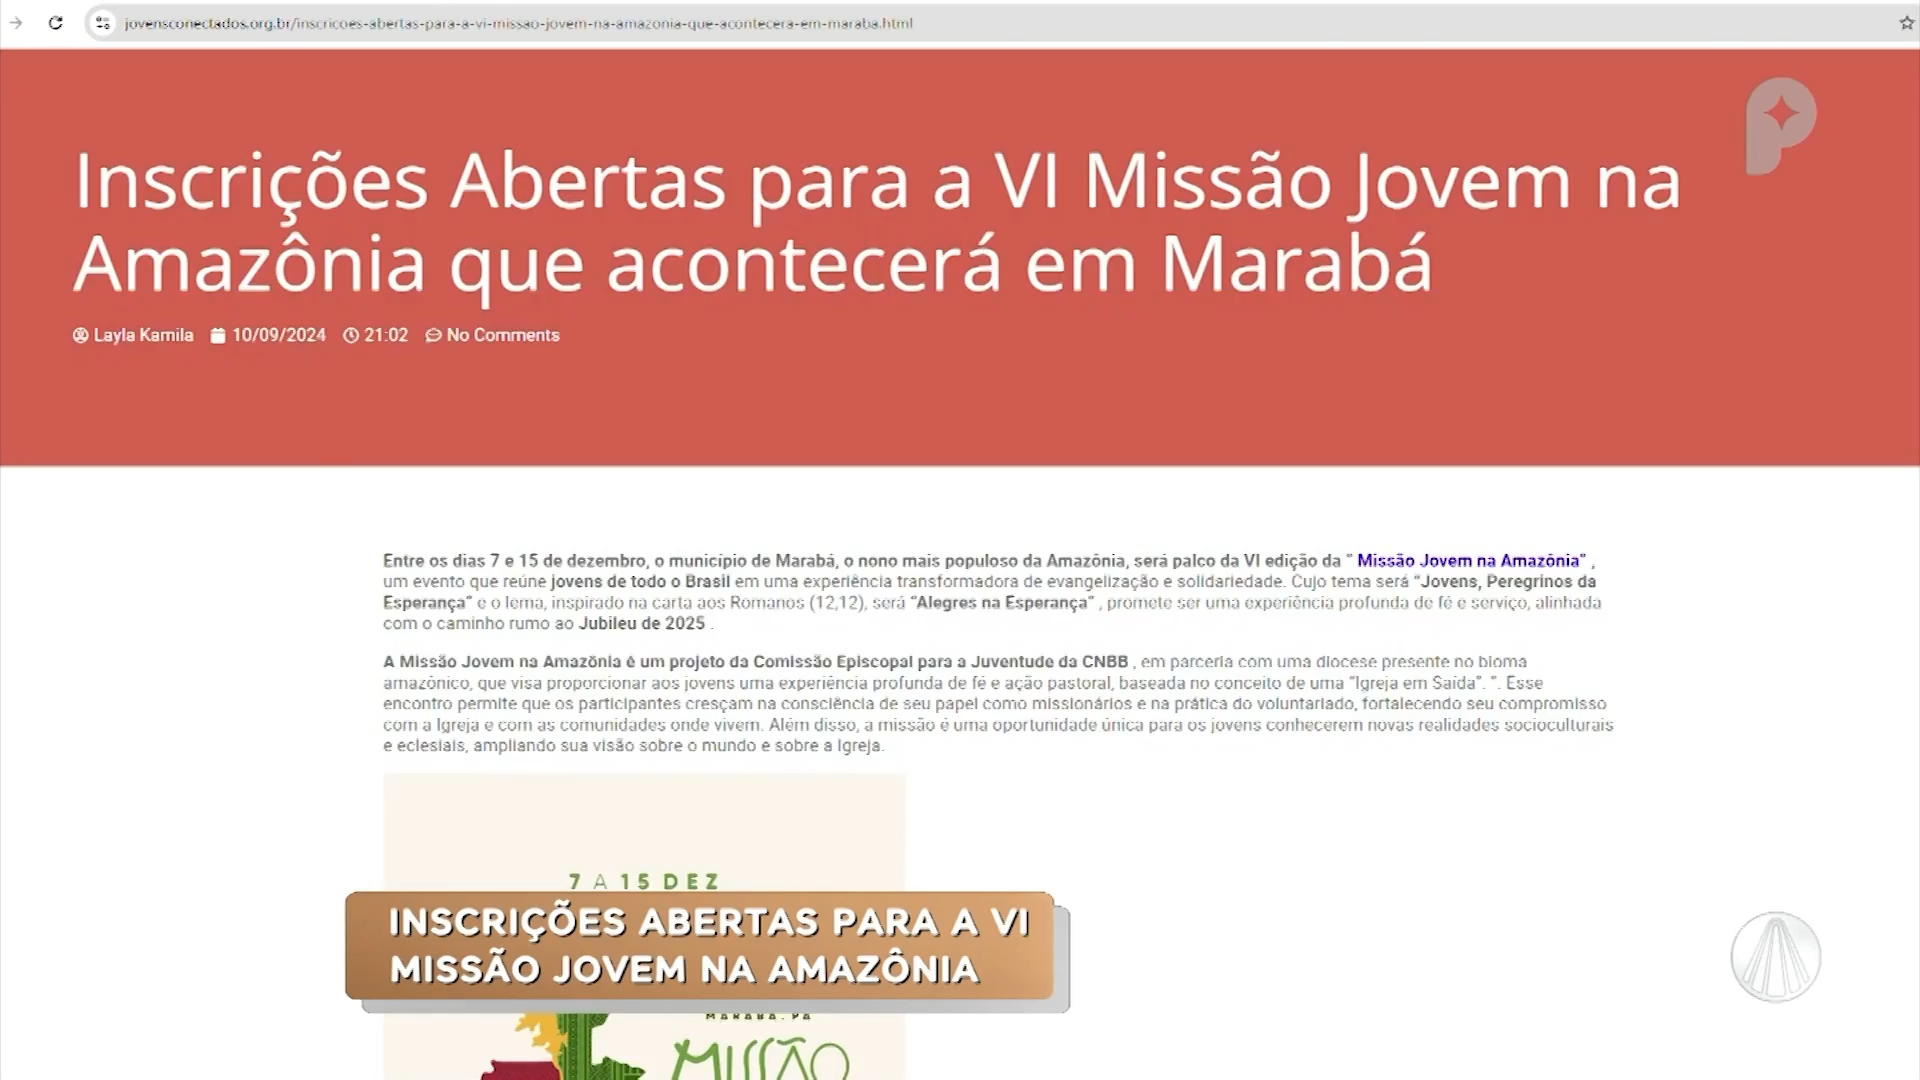 jovensconectados.org.br/inscricoes-abertas-para-a-vi-missao-jovem-na-amazonia-que-acontecera-em-maraba.html
Inscrições Abertas para a VI Missão Jovem na
Amazônia que acontecerá em Marabá
Layla Kamila 10/09/2024 21:02 No Comments
Entre os dias 7 e 15 de dezembro, o município de Marabá, o nono mais populoso da Amazônia, será palco da VI edição da " Missão Jovem na Amazônia" ,
um evento que reúne jovens de todo o Brasil em uma experiência transformadora de evangelização e solidariedade. Cujo tema será "Jovens, Peregrinos da
Esperança" e o lema, inspirado na carta aos Romanos (12,12), será "Alegres na Esperança" , promete ser uma experiência profunda de fé e serviço, alinhada
com o caminho rumo ao Jubileu de 2025 .
A Missão Jovem na Amazônia é um projeto da Comissão Episcopal para a Juventude da CNBB , em parceria com uma diocese presente no bioma
amazônico, que visa proporcionar aos jovens uma experiência profunda de fé e ação pastoral, baseada no conceito de uma "Igreja em Saída". ". Esse
encontro permite que os participantes cresçam na consciência de seu papel como missionários e na prática do voluntariado, fortalecendo seu compromisso
com a Igreja e com as comunidades onde vivem. Além disso, a missão é uma oportunidade única para os jovens conhecerem novas realidades socioculturais
e eclesiais, ampliando sua visão sobre o mundo e sobre a Igreja.
7 A 15 DEZ
INSCRIÇÕES ABERTAS PARA A VI
MISSÃO JOVEM NA AMAZÔNIA
MARABÁ.PA
MISSÃO